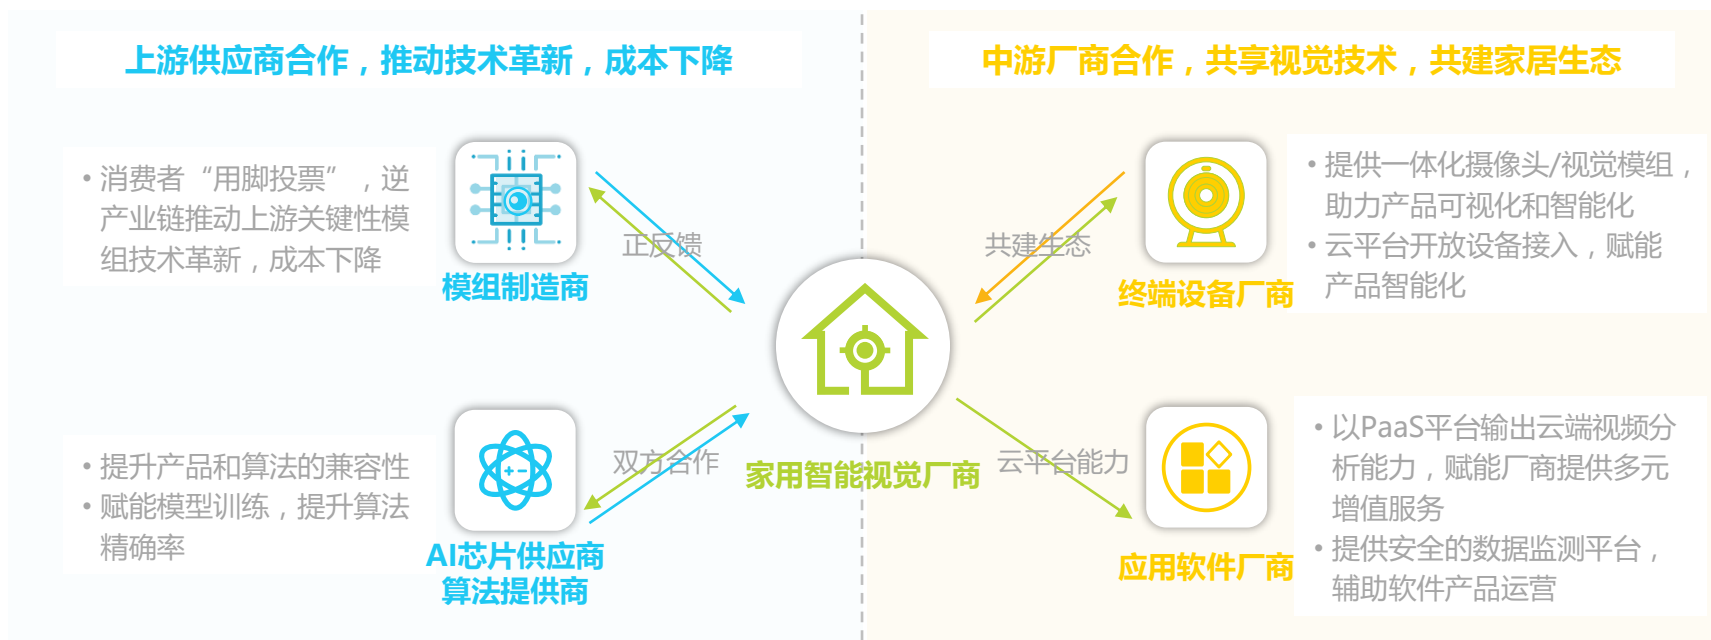 上游供应商合作，推动技术革新，成本下降
• 消费者“用脚投票”，逆
产业链推动上游关键性模
组技术革新，成本下降
模组制造商
正反馈
• 提升产品和算法的兼容性
• 赋能模型训练，提升算法
精确率
AI芯片供应商
算法提供商
双方合作
家用智能视觉厂商
中游厂商合作，共享视觉技术，共建家居生态
共建生态
终端设备厂商
• 提供一体化摄像头/视觉模组，
助力产品可视化和智能化
• 云平台开放设备接入，赋能
产品智能化
云平台能力
应用软件厂商
• 以PaaS平台输出云端视频分
析能力，赋能厂商提供多元
增值服务
• 提供安全的数据监测平台，
辅助软件产品运营